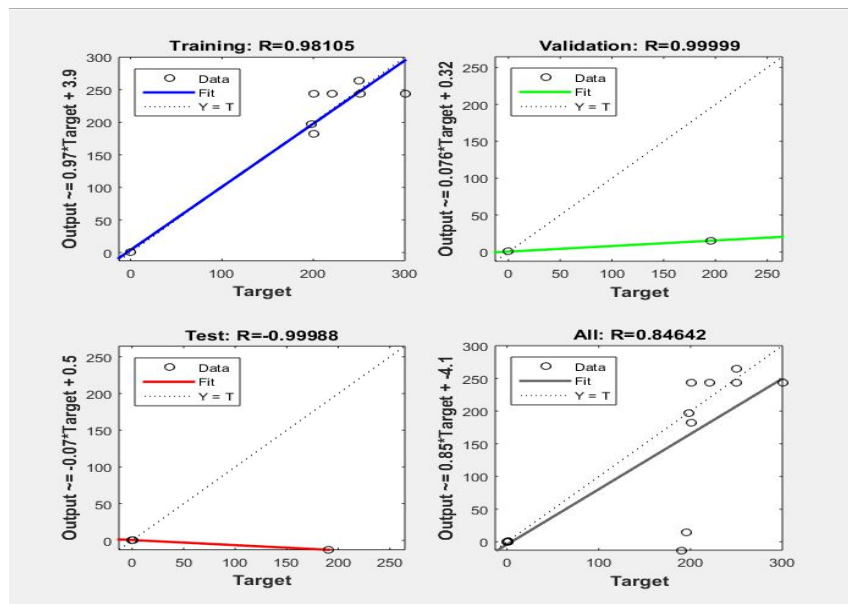 Training: R=0.98105
Output ~= 0.97*Target + 3.9
300
250
200
150
100
50
0
Data
Fit
Y = T
0
100
200
300
Target
Validation: R=0.99999
Output ~= 0.076*Target + 0.32
250
200
150
100
50
0
Data
Fit
Y = T
0
50
100
150
200
250
Target
Test: R=-0.99988
Output ~= -0.07*Target + 0.5
250
200
150
100
50
0
Data
Fit
Y = T
0
50
100
150
200
250
Target
All: R=0.84642
Output ~= 0.85*Target + -4.1
300
250
200
150
100
50
0
Data
Fit
Y = T
0
100
200
300
Target